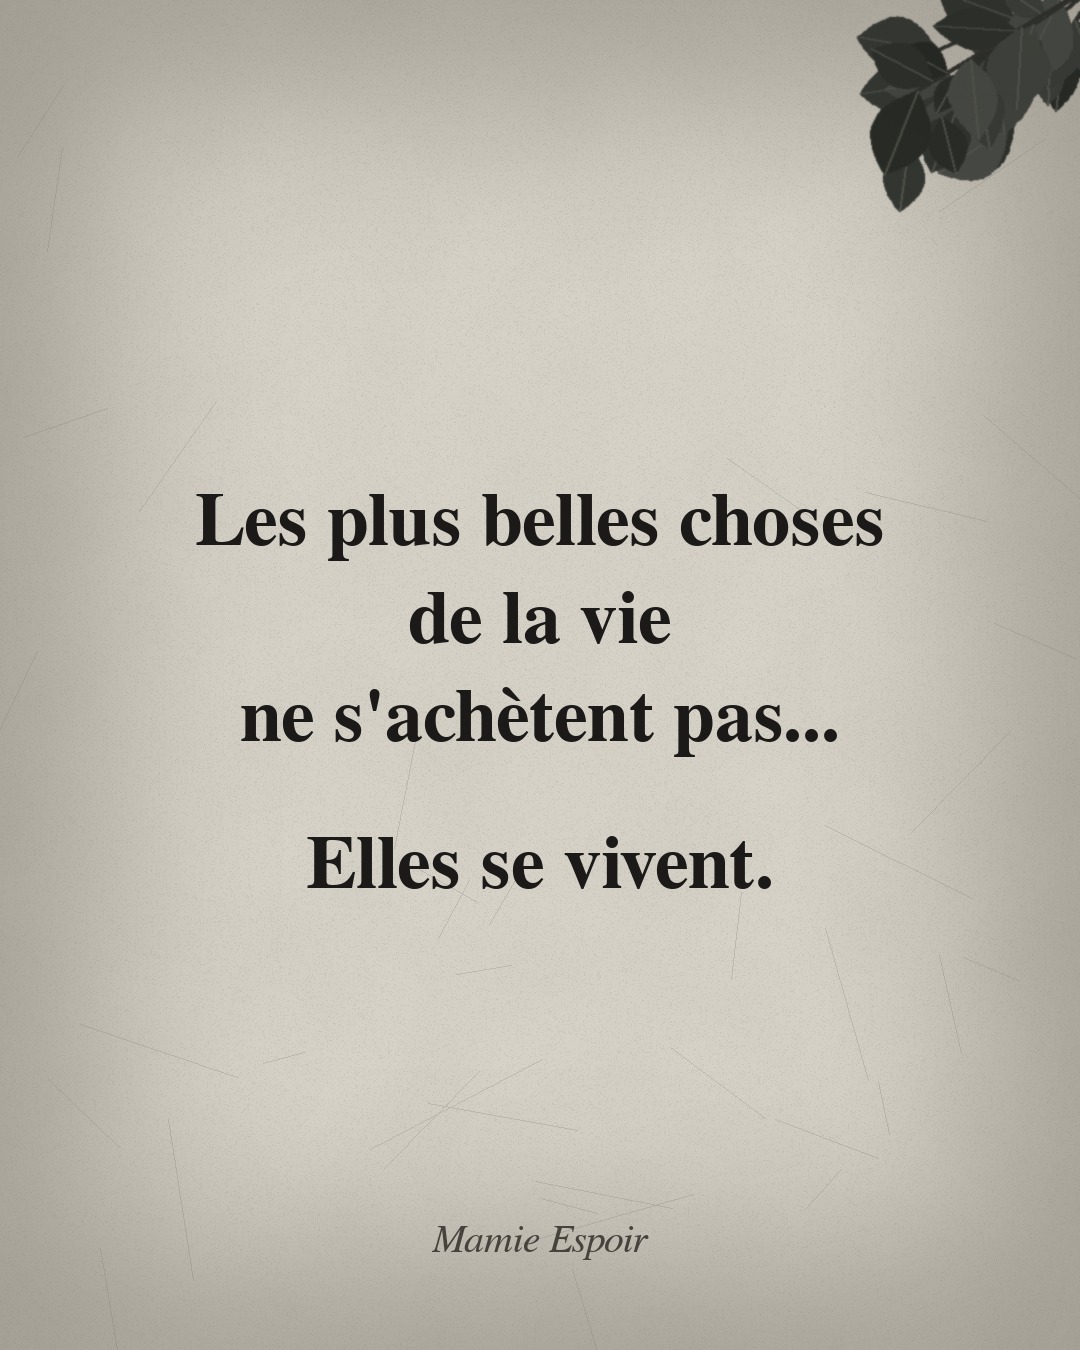 Les plus belles choses
de la vie
ne s'achètent pas...
Elles se vivent.
Mamie Espoir